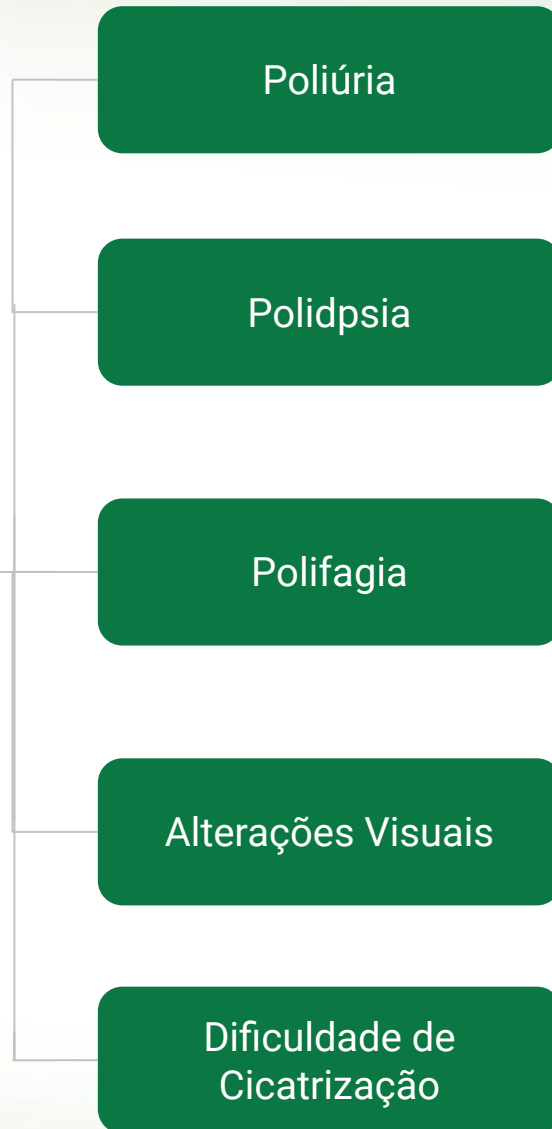 Poliúria
Polidpsia
Polifagia
Alterações Visuais
Dificuldade de
Cicatrização